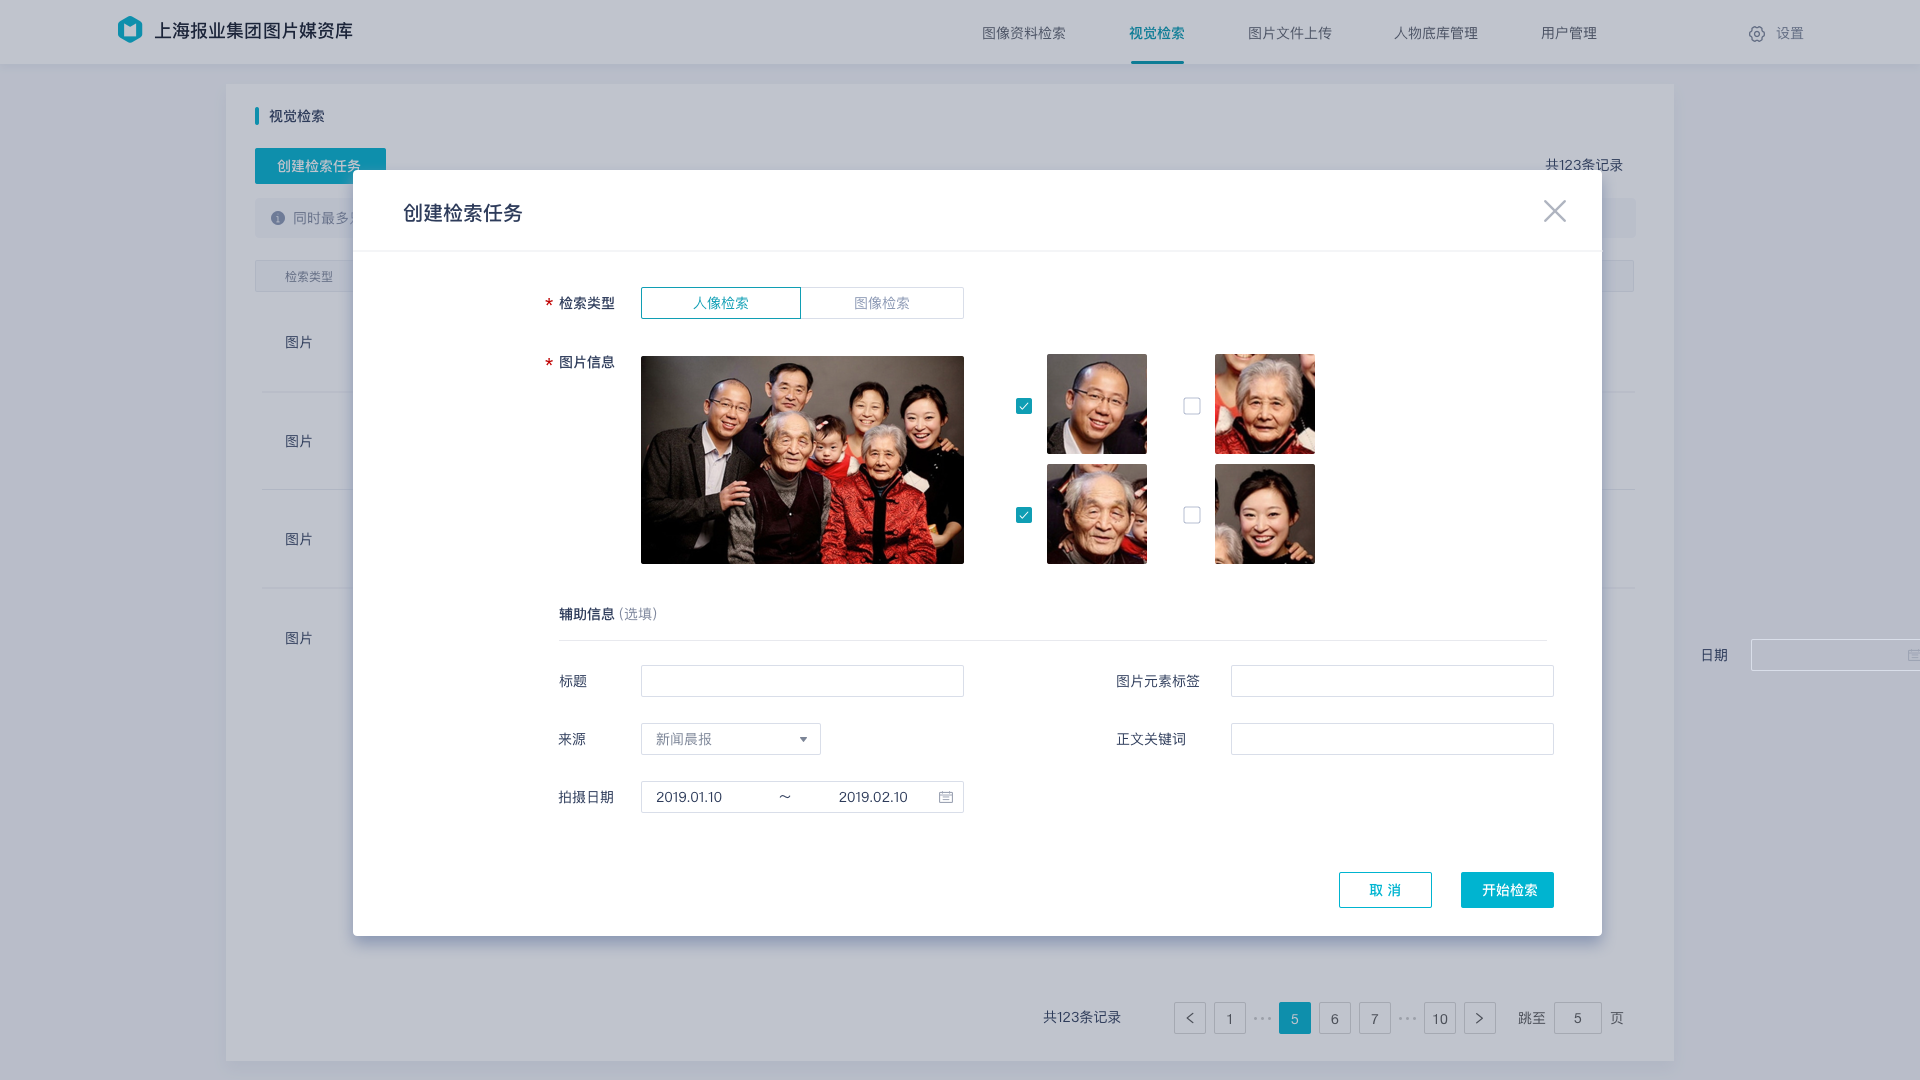 上海报业集团图片媒资库
图像资料检索
视觉检索
图片文件上传
人物底库管理
用户管理
设置
视觉检索
创建检索任务
共123条记录
同时最多
检索类型
图片
图片
图片
图片
日期
创建检索任务
* 检索类型
人像检索
图像检索
* 图片信息
辅助信息 (选填)
标题
图片元素标签
来源
新闻晨报
正文关键词
拍摄日期
2019.01.10 ~ 2019.02.10
取 消
开始检索
共123条记录
< 1 ··· 5 6 7 ··· 10 > 跳至 5 页